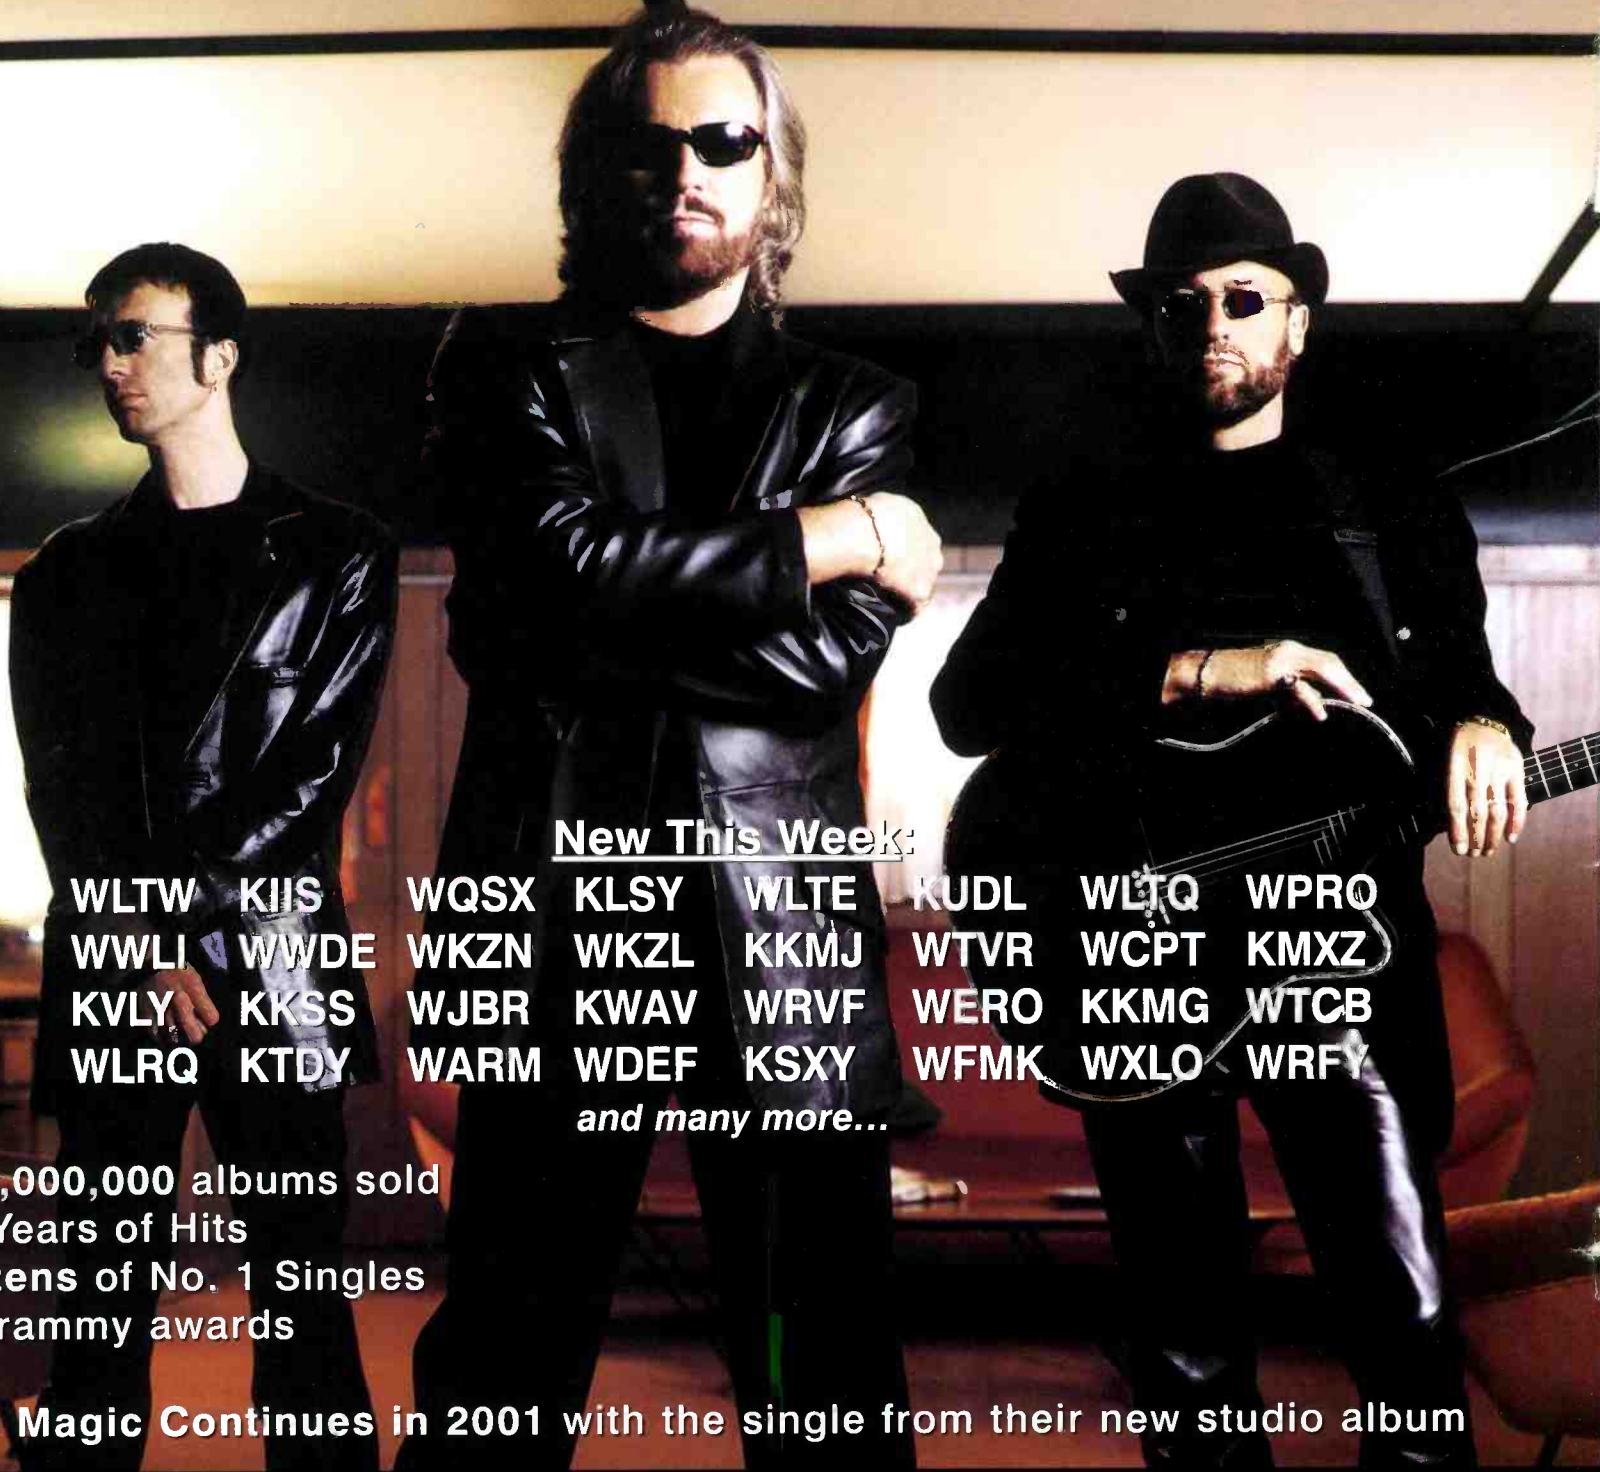 New This Week:
WLTW KIIS WQSX KLSY WLTE KUDL WLTQ WPRO
WWLI WWDE WKZN WKZL KKMJ WTVR WCPT KMXZ
KVLY KKSS WJBR KWAV WRVF WERO KKMG WTCB
WLRQ KTDY WARM WDEF KSXY WFMK WXLO WRFY
and many more...
,000,000 albums sold
Years of Hits
of No. 1 Singles
awards
Magic Continues in 2001 with the single from their new studio album